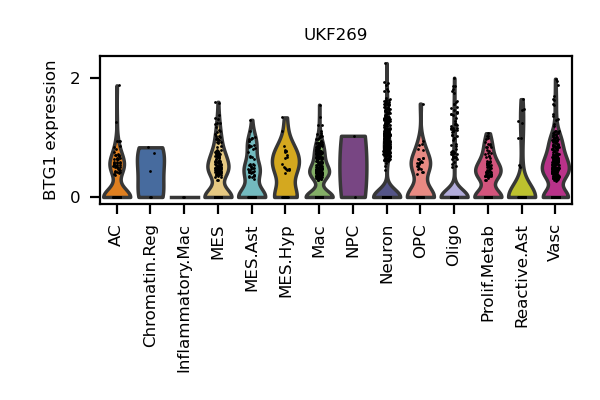 UKF269
BTG1 expression
2
0
AC
Chromatin.Reg
Inflammatory.Mac
MES
MES.Ast
MES.Hyp
Mac
NPC
Neuron
OPC
Oligo
Prolif.Metab
Reactive.Ast
Vasc